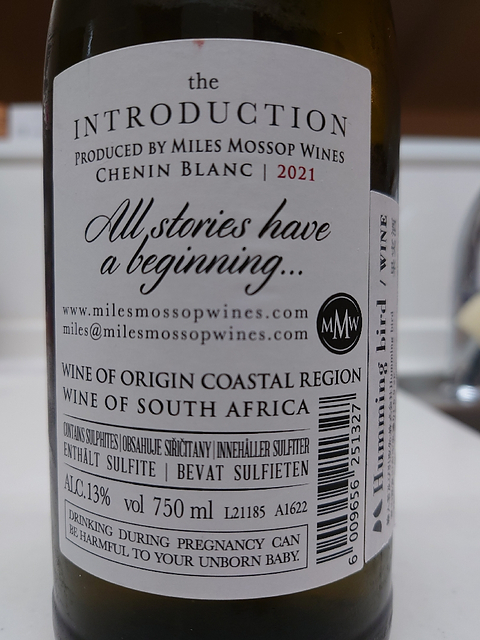 the
INTRODUCTION
PRODUCED BY MILES MOSSOP WINES
CHENIN BLANC | 2021
All stories have
a beginning...
www.milesmossopwines.com
miles@milesmossopwines.com
MMW
WINE OF ORIGIN COASTAL REGION
WINE OF SOUTH AFRICA
CONTAINS SULPHITES | OBSAHUJE SIŘIČITANY | INNEHÅLLER SULFITER
ENTHÄLT SULFITE | BEVAT SULFIETEN
ALC.13% vol 750 ml L21185 A1622
DRINKING DURING PREGNANCY CAN
BE HARMFUL TO YOUR UNBORN BABY.
6 009656 251327
Humming bird / WINE